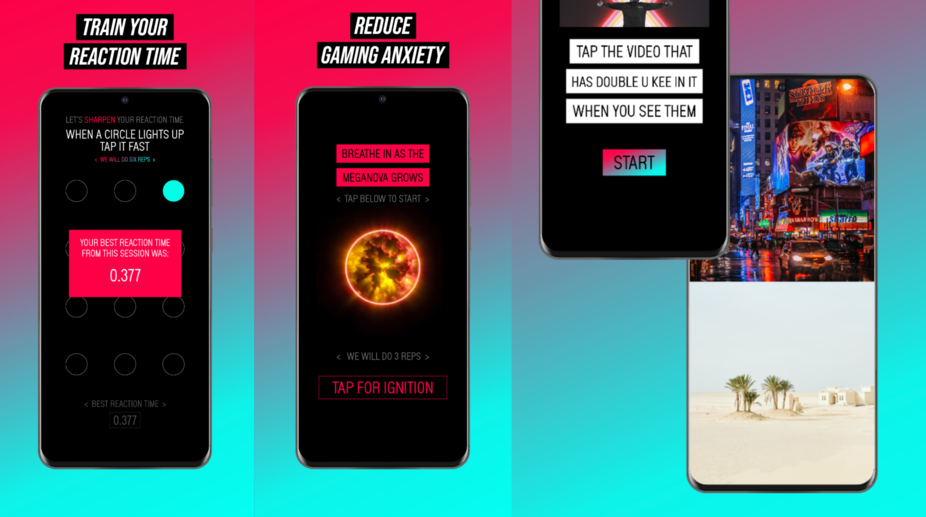 TRAIN YOUR
REACTION TIME
LET'S SHARPEN YOUR REACTION TIME
WHEN A CIRCLE LIGHTS UP
TAP IT FAST
< WE WILL DO SIX REPS >
YOUR BEST REACTION TIME
FROM THIS SESSION WAS:
0.377
< BEST REACTION TIME >
0.377
REDUCE
GAMING ANXIETY
BREATHE IN AS THE
MEGANOVA GROWS
< TAP BELOW TO START >
< WE WILL DO 3 REPS >
TAP FOR IGNITION
TAP THE VIDEO THAT
HAS DOUBLE U KEE IN IT
WHEN YOU SEE THEM
START